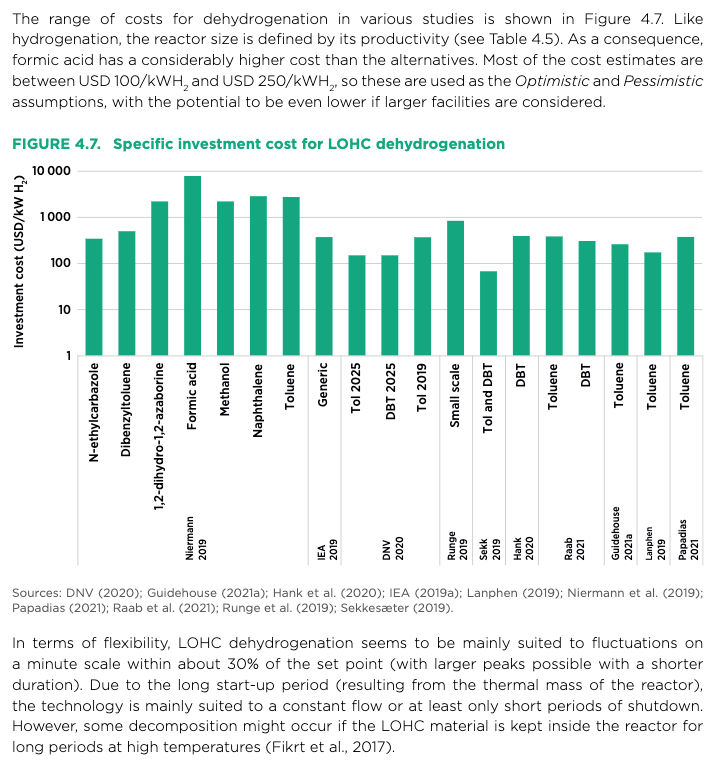 The range of costs for dehydrogenation in various studies is shown in Figure 4.7. Like
hydrogenation, the reactor size is defined by its productivity (see Table 4.5). As a consequence,
formic acid has a considerably higher cost than the alternatives. Most of the cost estimates are
between USD 100/kWH₂ and USD 250/kWH₂, so these are used as the Optimistic and Pessimistic
assumptions, with the potential to be even lower if larger facilities are considered.
FIGURE 4.7. Specific investment cost for LOHC dehydrogenation
Investment cost (USD/kW H₂)
10 000
1 000
100
10
1
N-ethylcarbazole
Dibenzyltoluene
1,2-dihydro-1,2-azaborine
Formic acid
Methanol
Naphthalene
Toluene
Generic
Tol 2025
DBT 2025
Tol 2019
Small scale
Tol and DBT
DBT
Toluene
DBT
Toluene
Toluene
Toluene
Niermann
2019
IEA
2019
DNV
2020
Runge
2019
Sekk
2019
Hank
2020
Raab
2021
Guidehouse
2021a
Lanphen
2019
Papadias
2021
Sources: DNV (2020); Guidehouse (2021a); Hank et al. (2020); IEA (2019a); Lanphen (2019); Niermann et al. (2019);
Papadias (2021); Raab et al. (2021); Runge et al. (2019); Sekkesæter (2019).
In terms of flexibility, LOHC dehydrogenation seems to be mainly suited to fluctuations on
a minute scale within about 30% of the set point (with larger peaks possible with a shorter
duration). Due to the long start-up period (resulting from the thermal mass of the reactor),
the technology is mainly suited to a constant flow or at least only short periods of shutdown.
However, some decomposition might occur if the LOHC material is kept inside the reactor for
long periods at high temperatures (Fikrt et al., 2017).